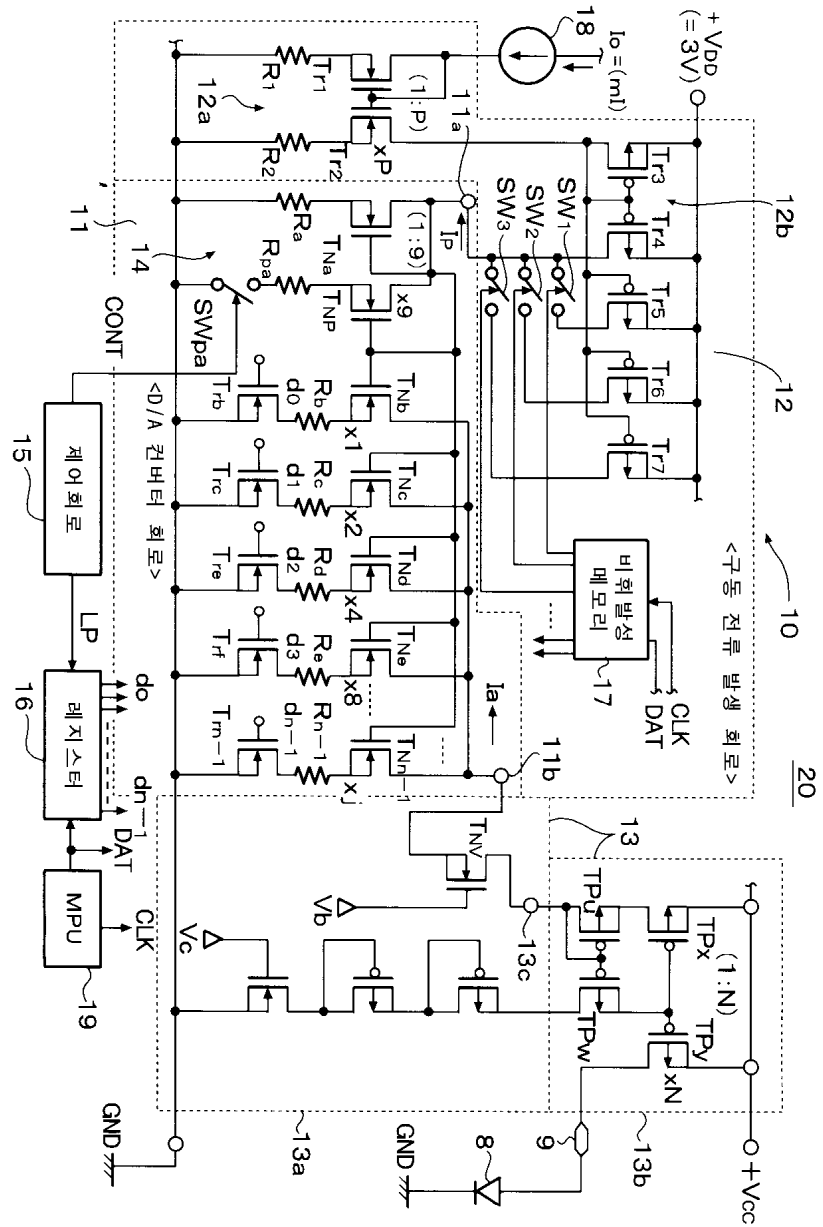 20
10
<구동 전류 발생 회로>
+VDD
(=3V)
Io=(mI)
18
Tr3
Tr4
12b
Tr5
Tr6
Tr7
12
SW1
SW2
SW3
비휘발성
메모리
17
CLK
DAT
11a
IP
(1:P)
xP
Tr1
Tr2
R1
R2
12a
11
14
(1:9)
x9
TNa
TNP
Ra
Rpa
SWpa
CONT
TNb
TNc
TNd
TNe
TNn-1
x1
x2
x4
x8
xj
Rb
Rc
Rd
Re
Rn-1
d0
d1
d2
d3
dn-1
Trb
Trc
Tre
Trf
Trn-1
<D/A 컨버터 회로>
Ia
11b
제어회로
15
LP
레지스터
16
do
dn-1
DAT
MPU
CLK
19
13
TNV
Vb
13c
Vc
TPu
TPx
(1:N)
TPw
TPy
xN
+Vcc
13b
9
8
GND
13a
GND